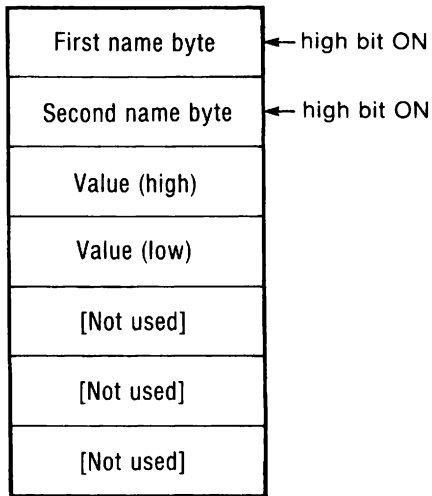 First name byte ← high bit ON
Second name byte ← high bit ON
Value (high)
Value (low)
[Not used]
[Not used]
[Not used]